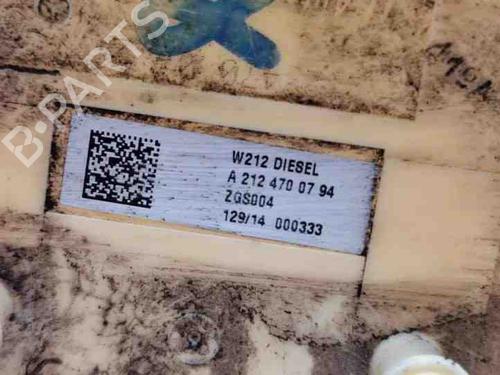 B-PARTS
W212 DIESEL
A 212 470 07 94
ZGS004
129/14 000333